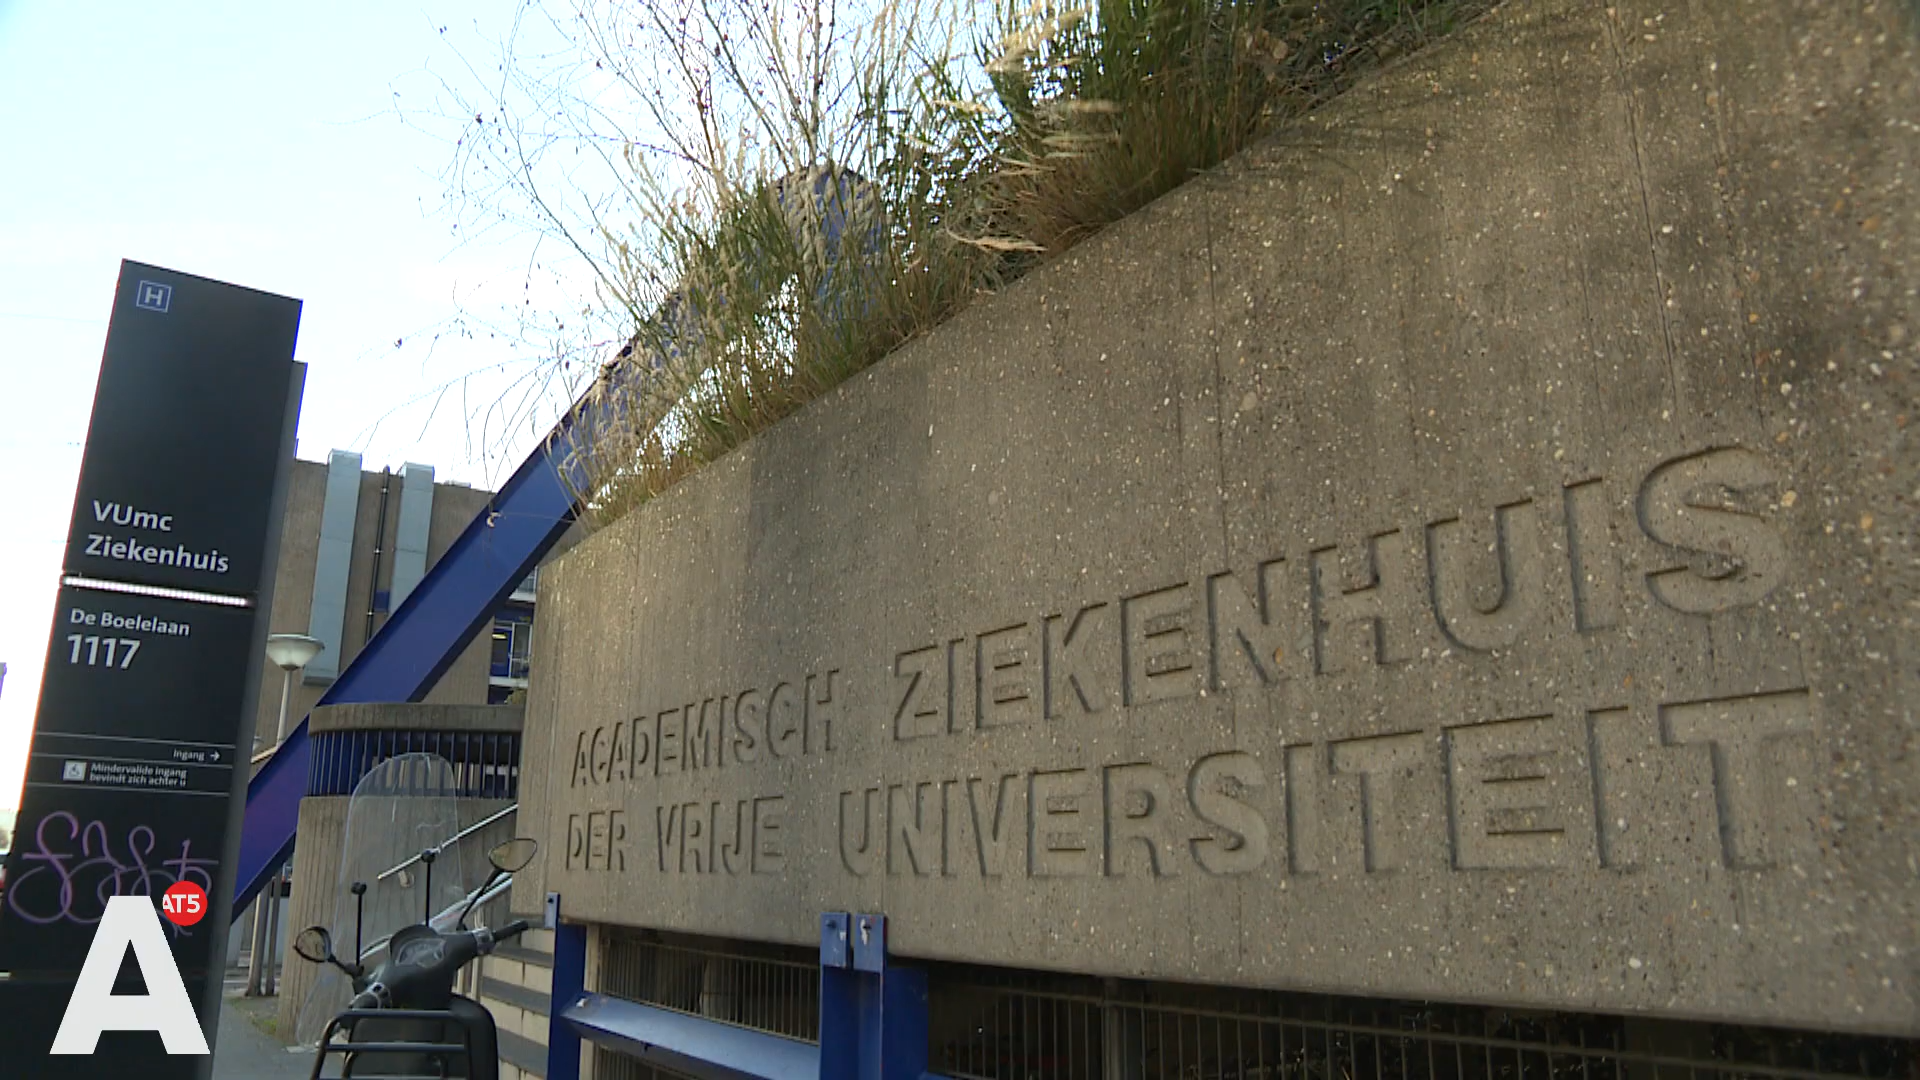 H
VUmc
Ziekenhuis
De Boelelaan
1117
Ingang →
Mindervalide ingang
bevindt zich achter u
ACADEMISCH ZIEKENHUIS
DER VRIJE UNIVERSITEIT
A
AT5